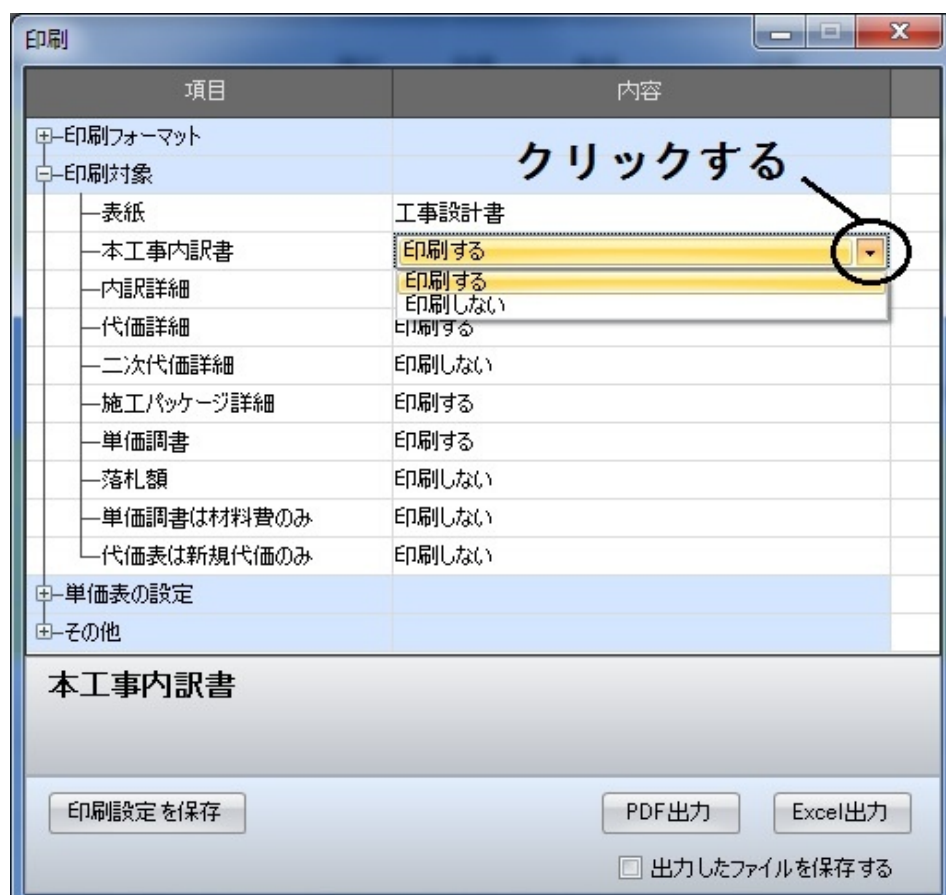 印刷
項目 内容
印刷フォーマット
クリックする
印刷対象
表紙 工事設計書
本工事内訳書 印刷する
内訳詳細 印刷する
印刷しない
代価詳細 印刷する
二次代価詳細 印刷しない
施工パッケージ詳細 印刷する
単価調書 印刷する
落札額 印刷しない
単価調書は材料費のみ 印刷しない
代価表は新規代価のみ 印刷しない
単価表の設定
その他
本工事内訳書
印刷設定を保存 PDF出力 Excel出力
出力したファイルを保存する